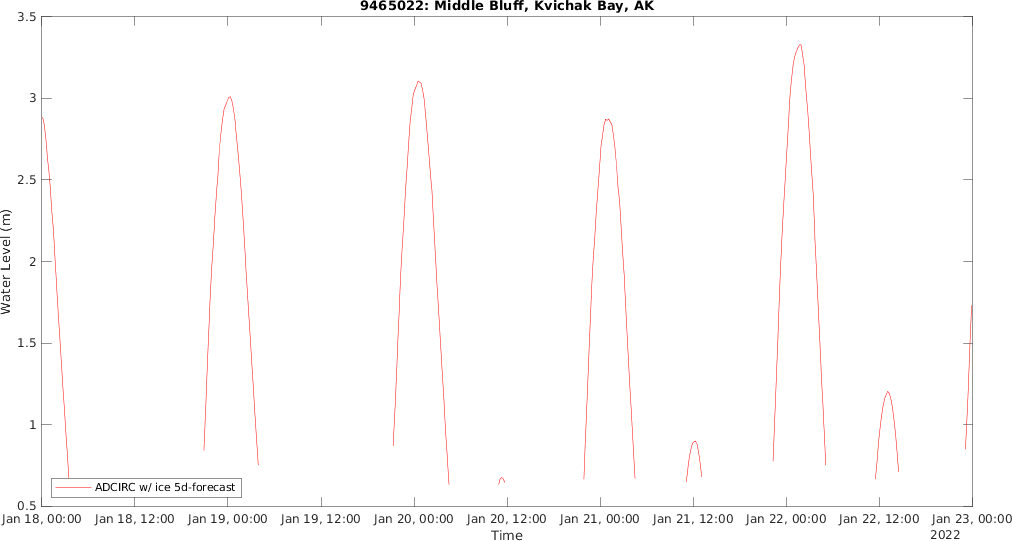 9465022: Middle Bluff, Kvichak Bay, AK
Water Level (m)
3.5
3
2.5
2
1.5
1
0.5
ADCIRC w/ ice 5d-forecast
Jan 18, 00:00 Jan 18, 12:00 Jan 19, 00:00 Jan 19, 12:00 Jan 20, 00:00 Jan 20, 12:00 Jan 21, 00:00 Jan 21, 12:00 Jan 22, 00:00 Jan 22, 12:00 Jan 23, 00:00
Time
2022